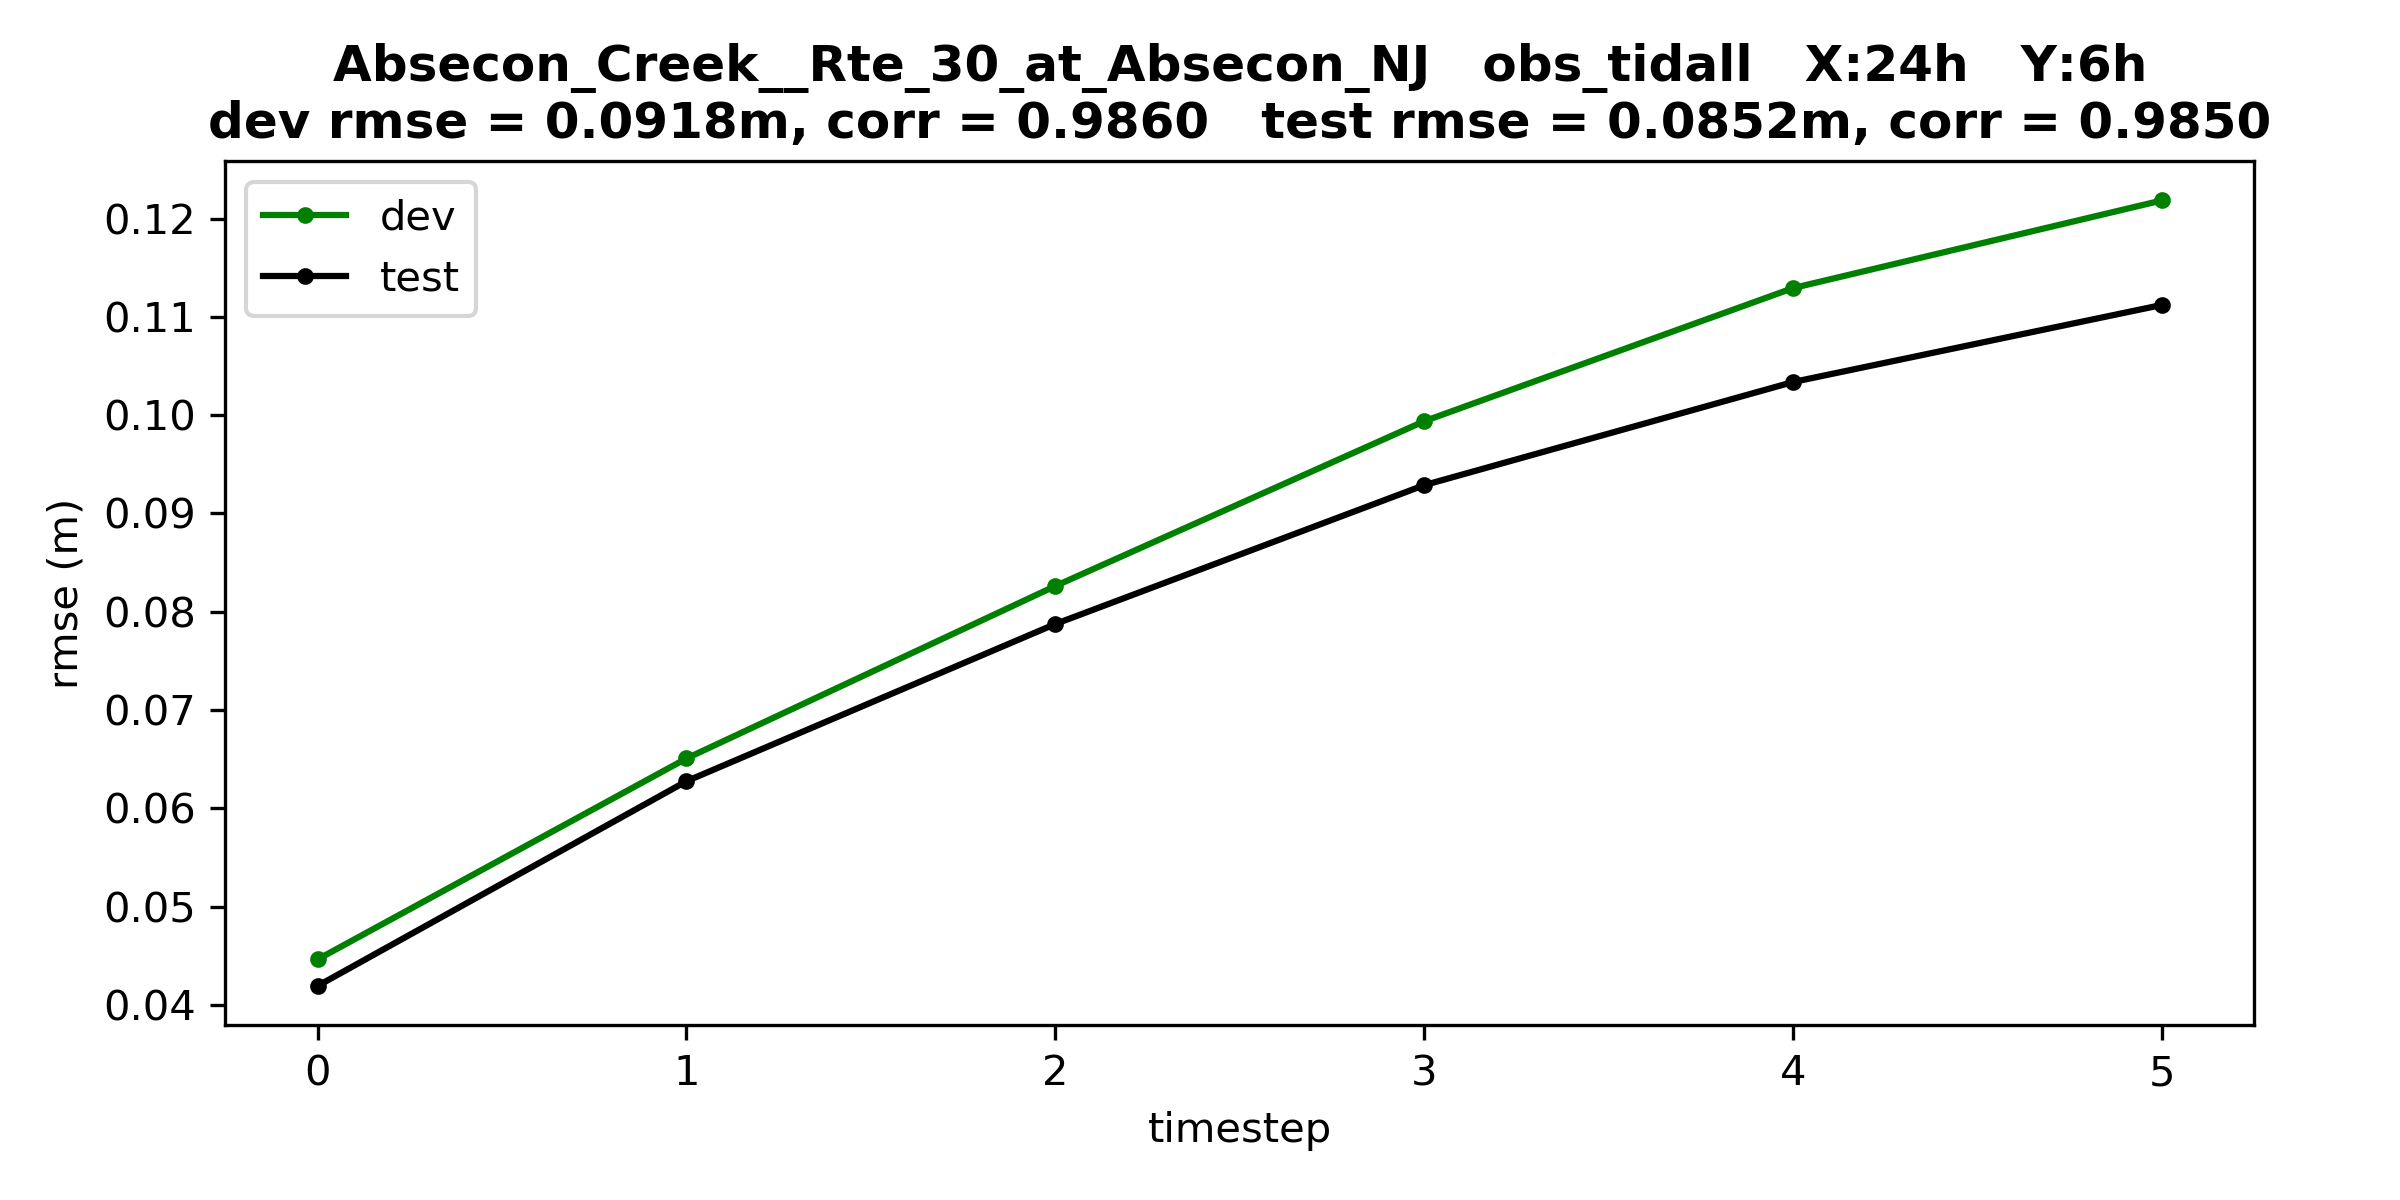 Absecon_Creek__Rte_30_at_Absecon_NJ   obs_tidall   X:24h   Y:6h
dev rmse = 0.0918m, corr = 0.9860   test rmse = 0.0852m, corr = 0.9850
dev
test
0.12
0.11
0.10
0.09
0.08
0.07
0.06
0.05
0.04
rmse (m)
0 1 2 3 4 5
timestep